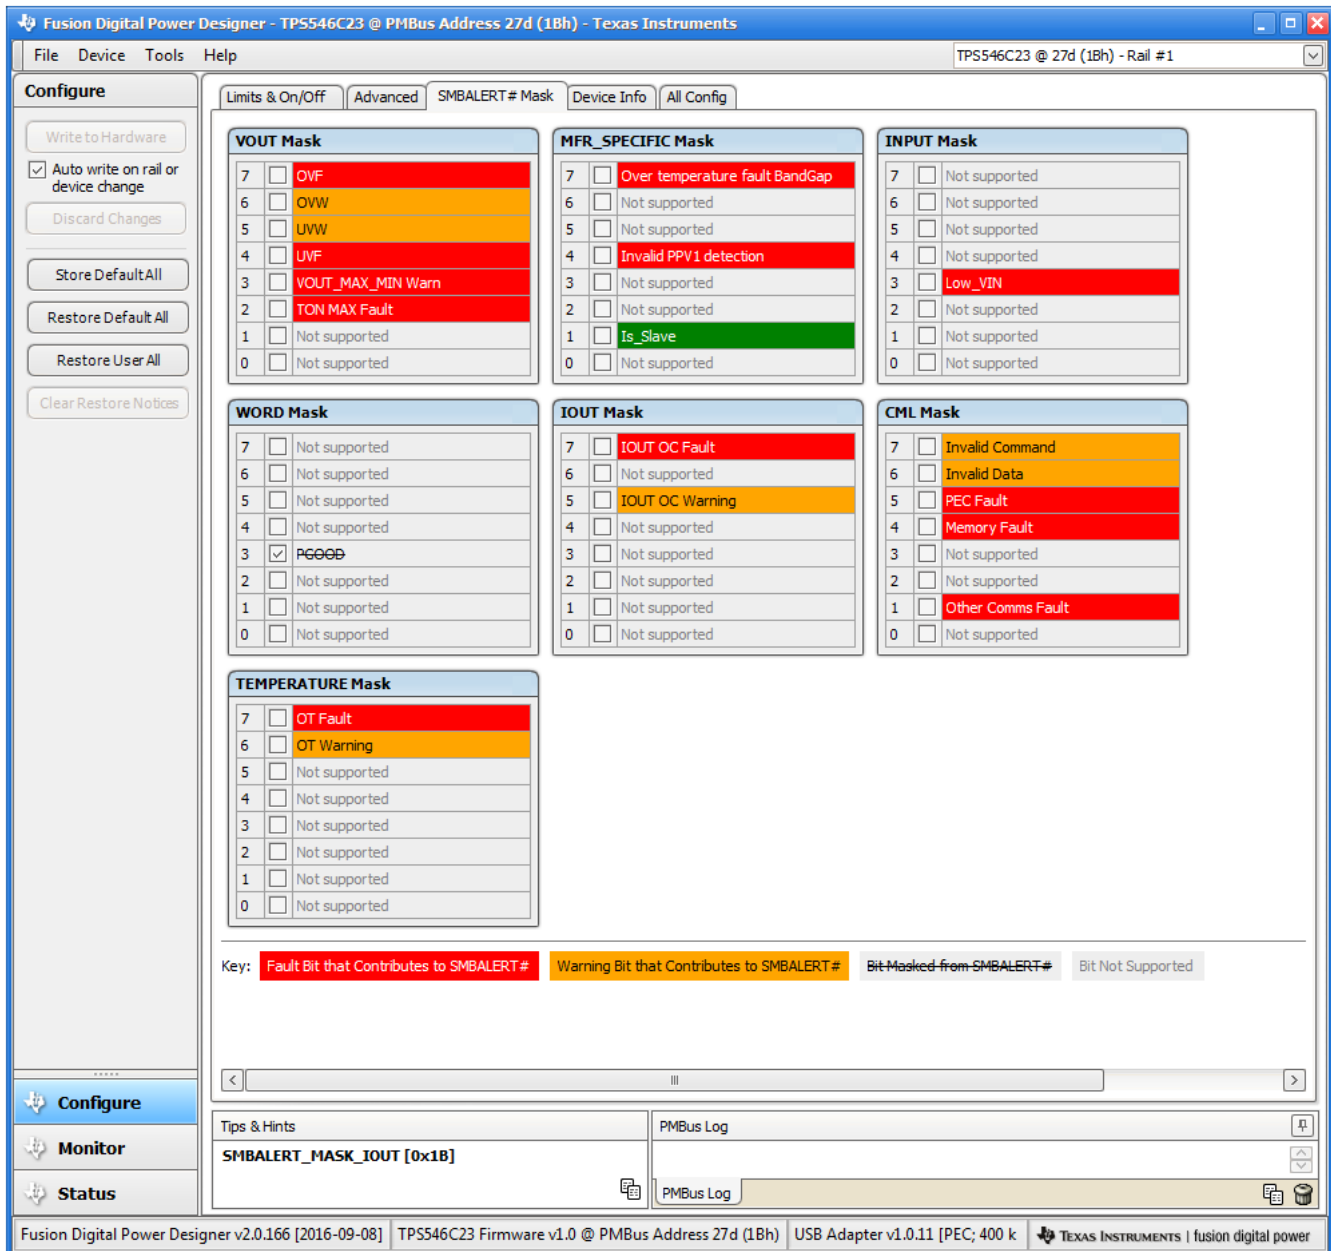 Fusion Digital Power Designer - TPS546C23 @ PMBus Address 27d (1Bh) - Texas Instruments
File Device Tools Help
TPS546C23 @ 27d (1Bh) - Rail #1
Configure
Write to Hardware
Auto write on rail or
device change
Discard Changes
Store Default All
Restore Default All
Restore User All
Clear Restore Notices
Limits & On/Off Advanced SMBALERT# Mask Device Info All Config
VOUT Mask
7 OVF
6 OVW
5 UVW
4 UVF
3 VOUT_MAX_MIN Warn
2 TON MAX Fault
1 Not supported
0 Not supported
MFR_SPECIFIC Mask
7 Over temperature fault BandGap
6 Not supported
5 Not supported
4 Invalid PPV1 detection
3 Not supported
2 Not supported
1 Is_Slave
0 Not supported
INPUT Mask
7 Not supported
6 Not supported
5 Not supported
4 Not supported
3 Low_VIN
2 Not supported
1 Not supported
0 Not supported
WORD Mask
7 Not supported
6 Not supported
5 Not supported
4 Not supported
3 PGOOD
2 Not supported
1 Not supported
0 Not supported
IOUT Mask
7 IOUT OC Fault
6 Not supported
5 IOUT OC Warning
4 Not supported
3 Not supported
2 Not supported
1 Not supported
0 Not supported
CML Mask
7 Invalid Command
6 Invalid Data
5 PEC Fault
4 Memory Fault
3 Not supported
2 Not supported
1 Other Comms Fault
0 Not supported
TEMPERATURE Mask
7 OT Fault
6 OT Warning
5 Not supported
4 Not supported
3 Not supported
2 Not supported
1 Not supported
0 Not supported
Key: Fault Bit that Contributes to SMBALERT# Warning Bit that Contributes to SMBALERT# Bit Masked from SMBALERT# Bit Not Supported
Configure
Monitor
Status
Tips & Hints
SMBALERT_MASK_IOUT [0x1B]
PMBus Log
PMBus Log
Fusion Digital Power Designer v2.0.166 [2016-09-08] TPS546C23 Firmware v1.0 @ PMBus Address 27d (1Bh) USB Adapter v1.0.11 [PEC; 400 k TEXAS INSTRUMENTS | fusion digital power